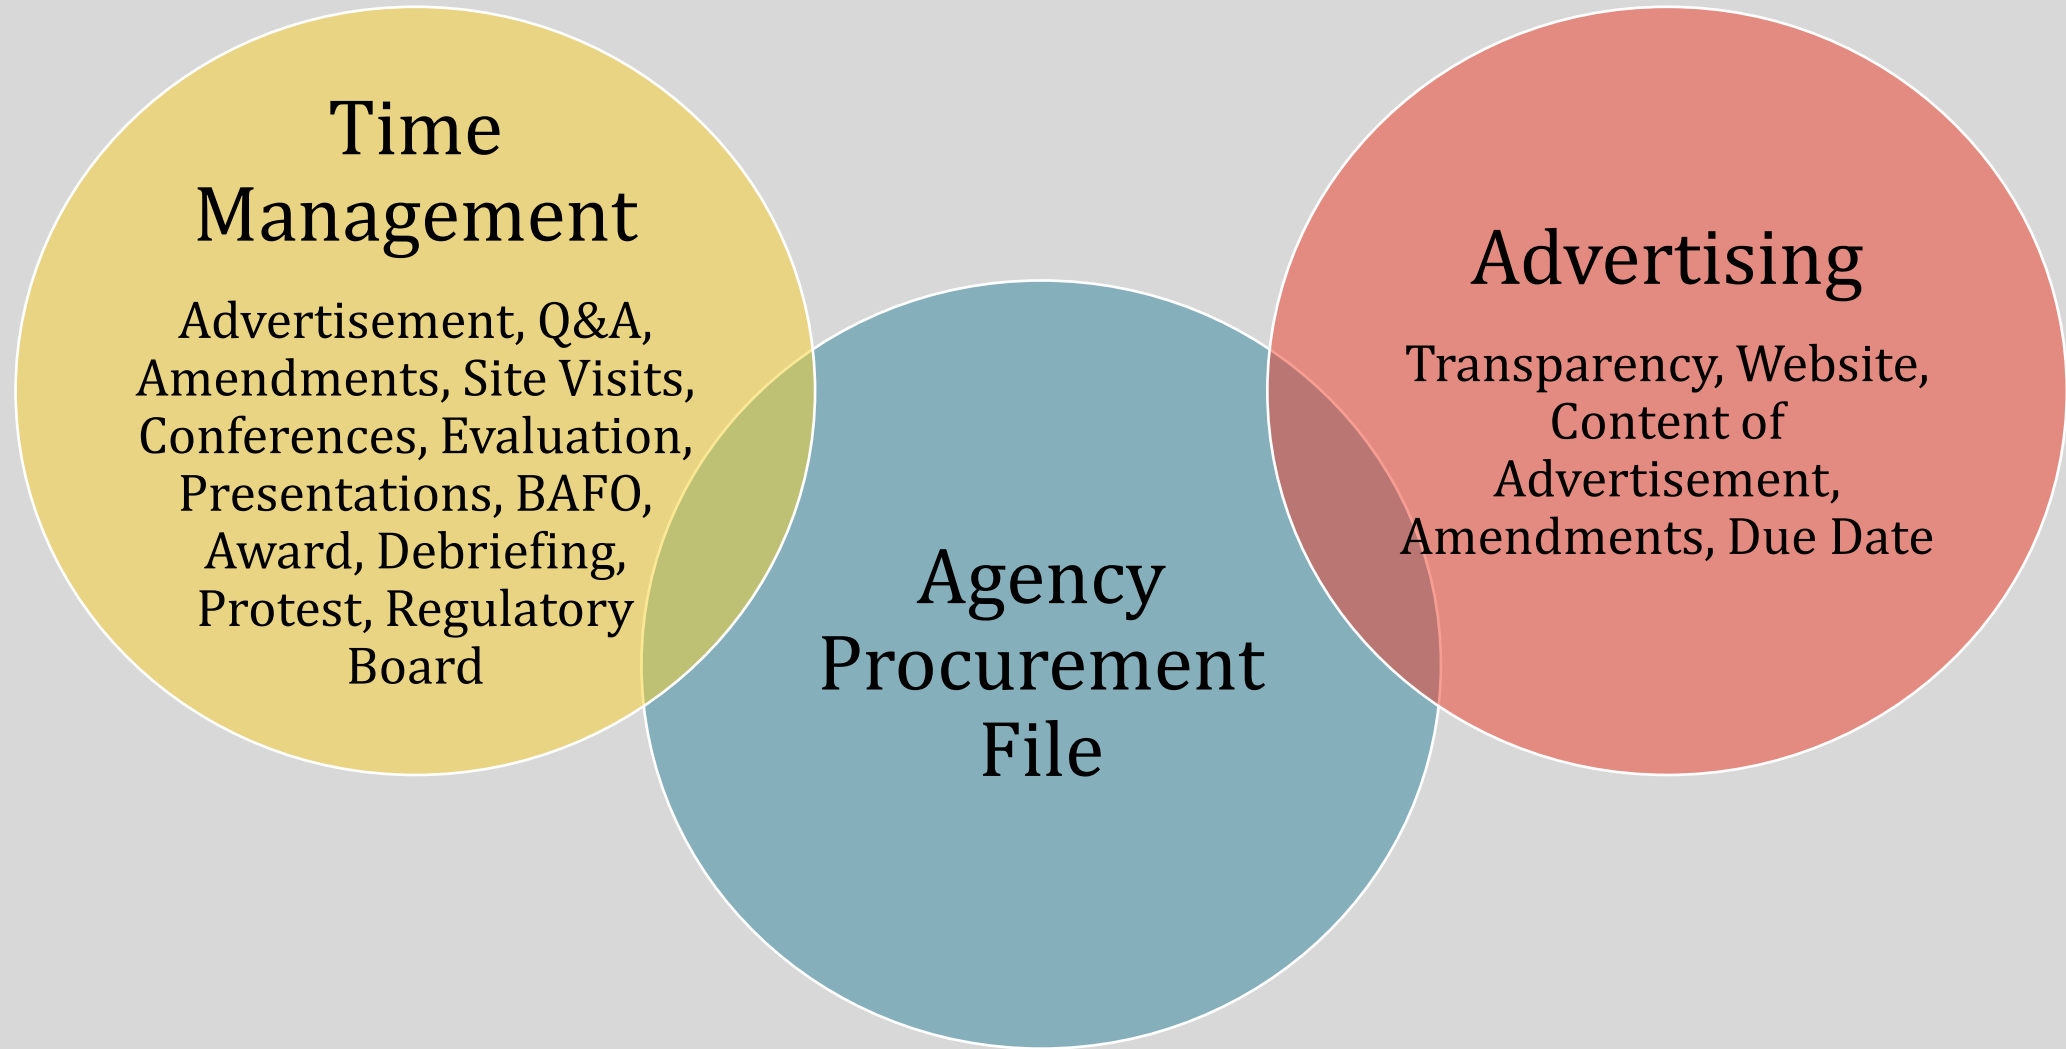 Time
Management
Advertisement, Q&A,
Amendments, Site Visits,
Conferences, Evaluation,
Presentations, BAFO,
Award, Debriefing,
Protest, Regulatory
Board
Agency
Procurement
File
Advertising
Transparency, Website,
Content of
Advertisement,
Amendments, Due Date